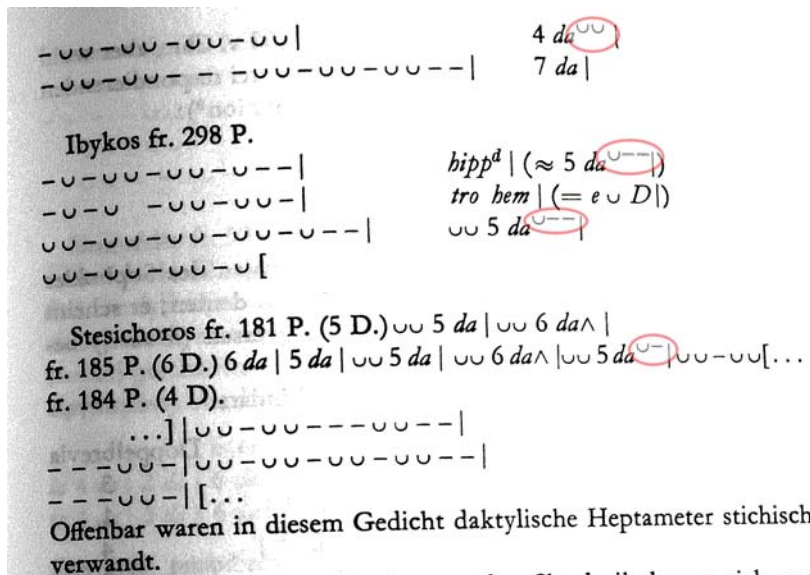 –∪∪–∪∪–∪∪–∪∪| 4 da∪∪ |
–∪∪–∪∪– – –∪∪–∪∪–∪∪––| 7 da |
Ibykos fr. 298 P.
–∪–∪∪–∪∪–∪––| hippᵈ | (≈ 5 da∪––|)
–∪–∪ –∪∪–∪∪–| tro hem | (= e ∪ D|)
∪∪–∪∪–∪∪–∪∪–∪––| ∪∪ 5 da∪––|
∪∪–∪∪–∪∪–∪[
Stesichoros fr. 181 P. (5 D.) ∪∪ 5 da | ∪∪ 6 da∧ |
fr. 185 P. (6 D.) 6 da | 5 da | ∪∪ 5 da | ∪∪ 6 da∧ |∪∪ 5 da∪–|∪∪–∪∪[...
fr. 184 P. (4 D).
...] |∪∪–∪∪–––∪∪––|
–––∪∪–|∪∪–∪∪–∪∪–∪∪––|
–––∪∪–| [...
Offenbar waren in diesem Gedicht daktylische Heptameter stichisch
verwandt.